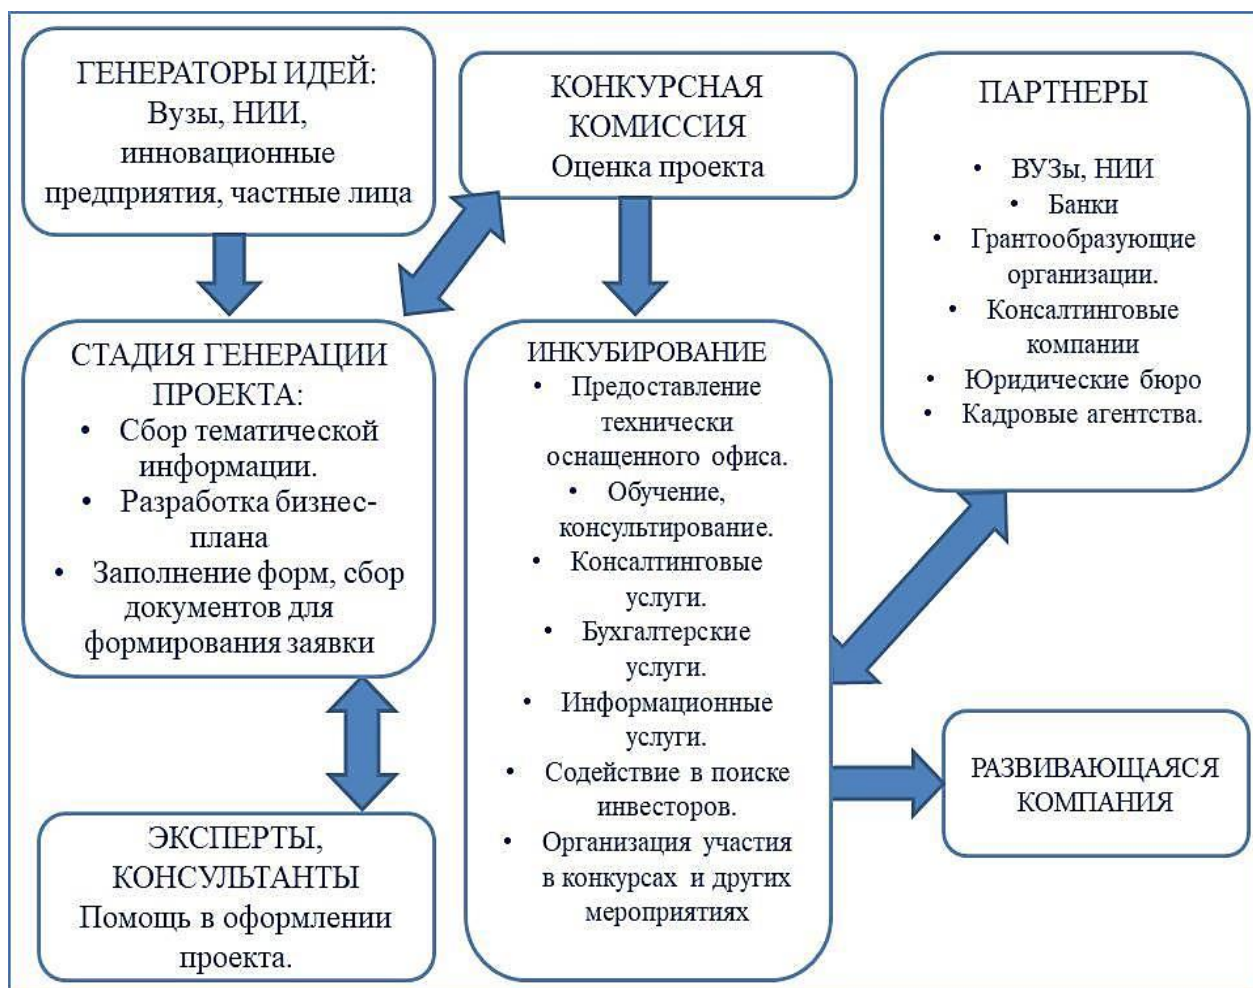 ГЕНЕРАТОРЫ ИДЕЙ:
Вузы, НИИ,
инновационные
предприятия, частные лица
КОНКУРСНАЯ
КОМИССИЯ
Оценка проекта
ПАРТНЕРЫ
• ВУЗы, НИИ
• Банки
• Грантообразующие
организации.
• Консалтинговые
компании
• Юридические бюро
• Кадровые агентства.
СТАДИЯ ГЕНЕРАЦИИ
ПРОЕКТА:
• Сбор тематической
информации.
• Разработка бизнес-
плана
• Заполнение форм, сбор
документов для
формирования заявки
ИНКУБИРОВАНИЕ
• Предоставление
технически
оснащенного офиса.
• Обучение,
консультирование.
• Консалтинговые
услуги.
• Бухгалтерские
услуги.
• Информационные
услуги.
• Содействие в поиске
инвесторов.
• Организация участия
в конкурсах и других
мероприятиях
РАЗВИВАЮЩАЯСЯ
КОМПАНИЯ
ЭКСПЕРТЫ,
КОНСУЛЬТАНТЫ
Помощь в оформлении
проекта.